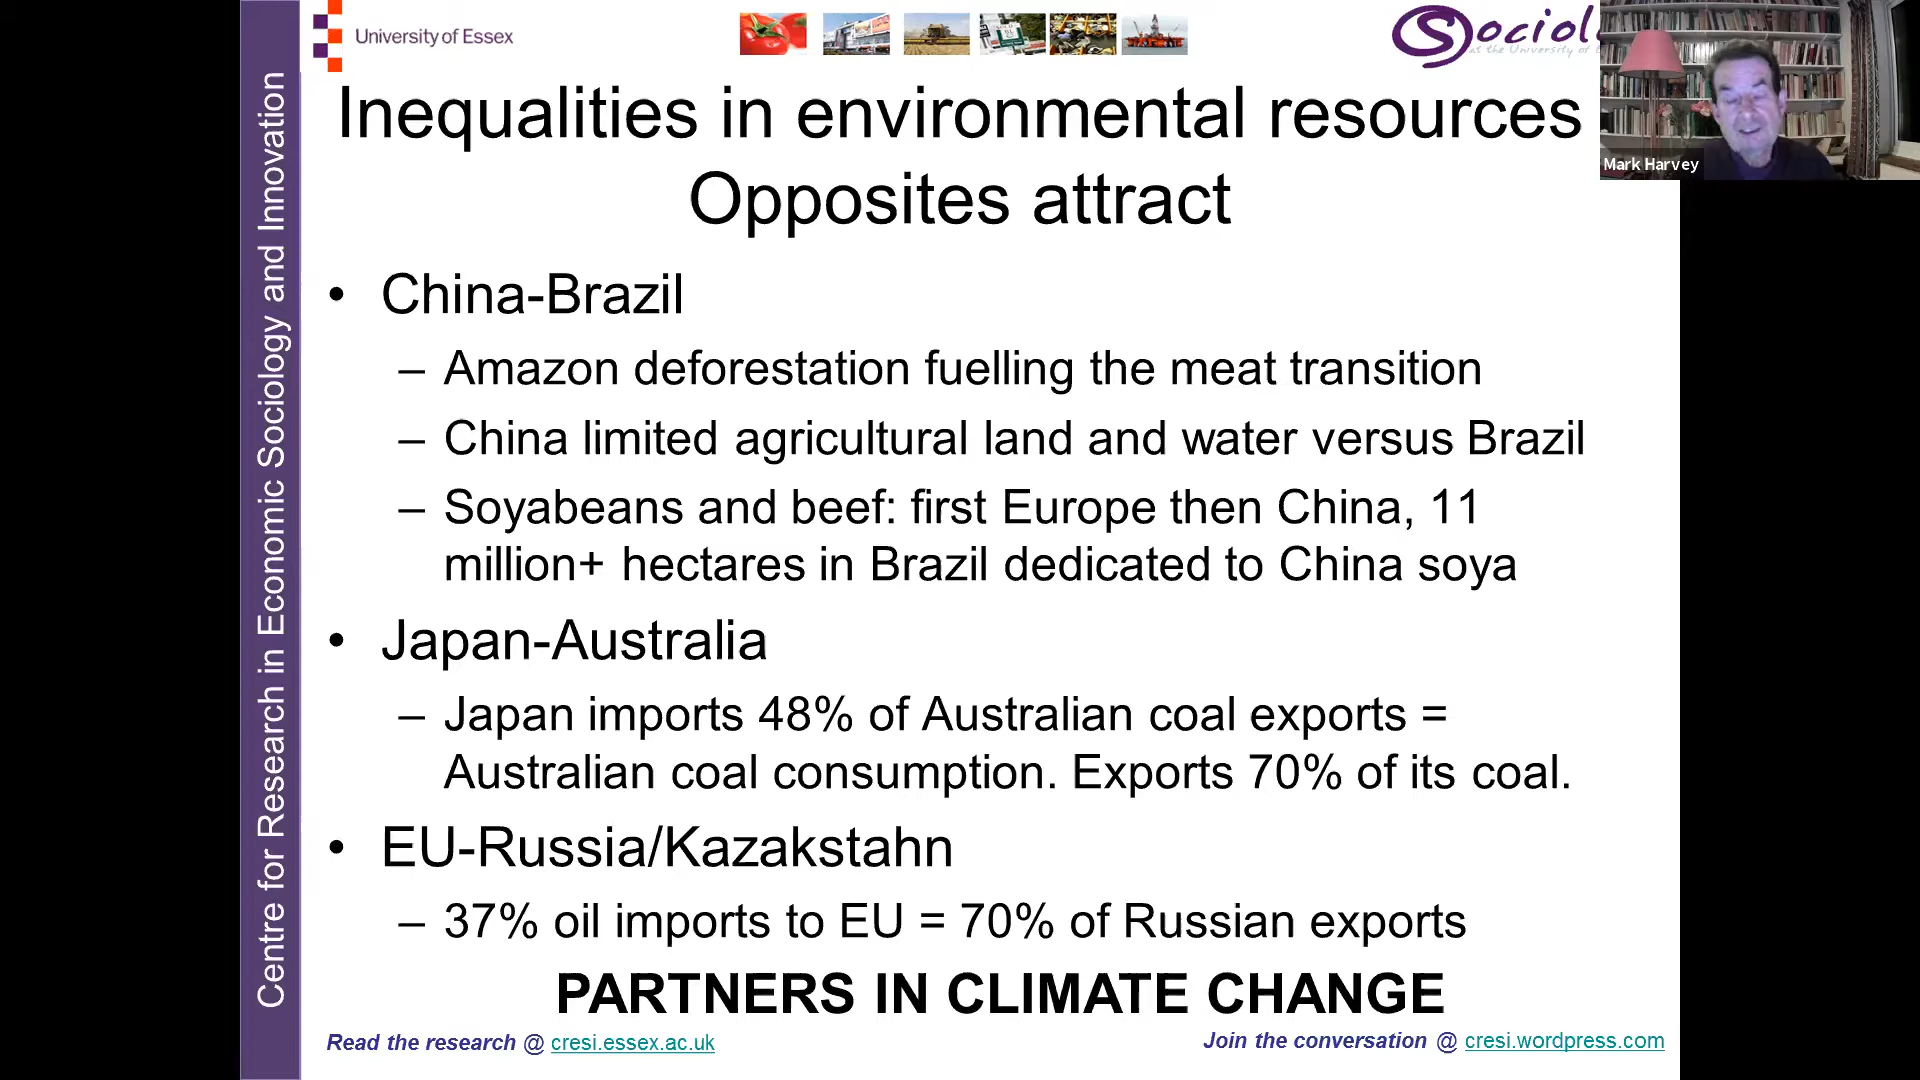 University of Essex
Sociol
at the University of
Mark Harvey
Centre for Research in Economic Sociology and Innovation
Inequalities in environmental resources
Opposites attract
• China-Brazil
– Amazon deforestation fuelling the meat transition
– China limited agricultural land and water versus Brazil
– Soyabeans and beef: first Europe then China, 11
million+ hectares in Brazil dedicated to China soya
• Japan-Australia
– Japan imports 48% of Australian coal exports =
Australian coal consumption. Exports 70% of its coal.
• EU-Russia/Kazakstahn
– 37% oil imports to EU = 70% of Russian exports
PARTNERS IN CLIMATE CHANGE
Read the research @ cresi.essex.ac.uk
Join the conversation @ cresi.wordpress.com